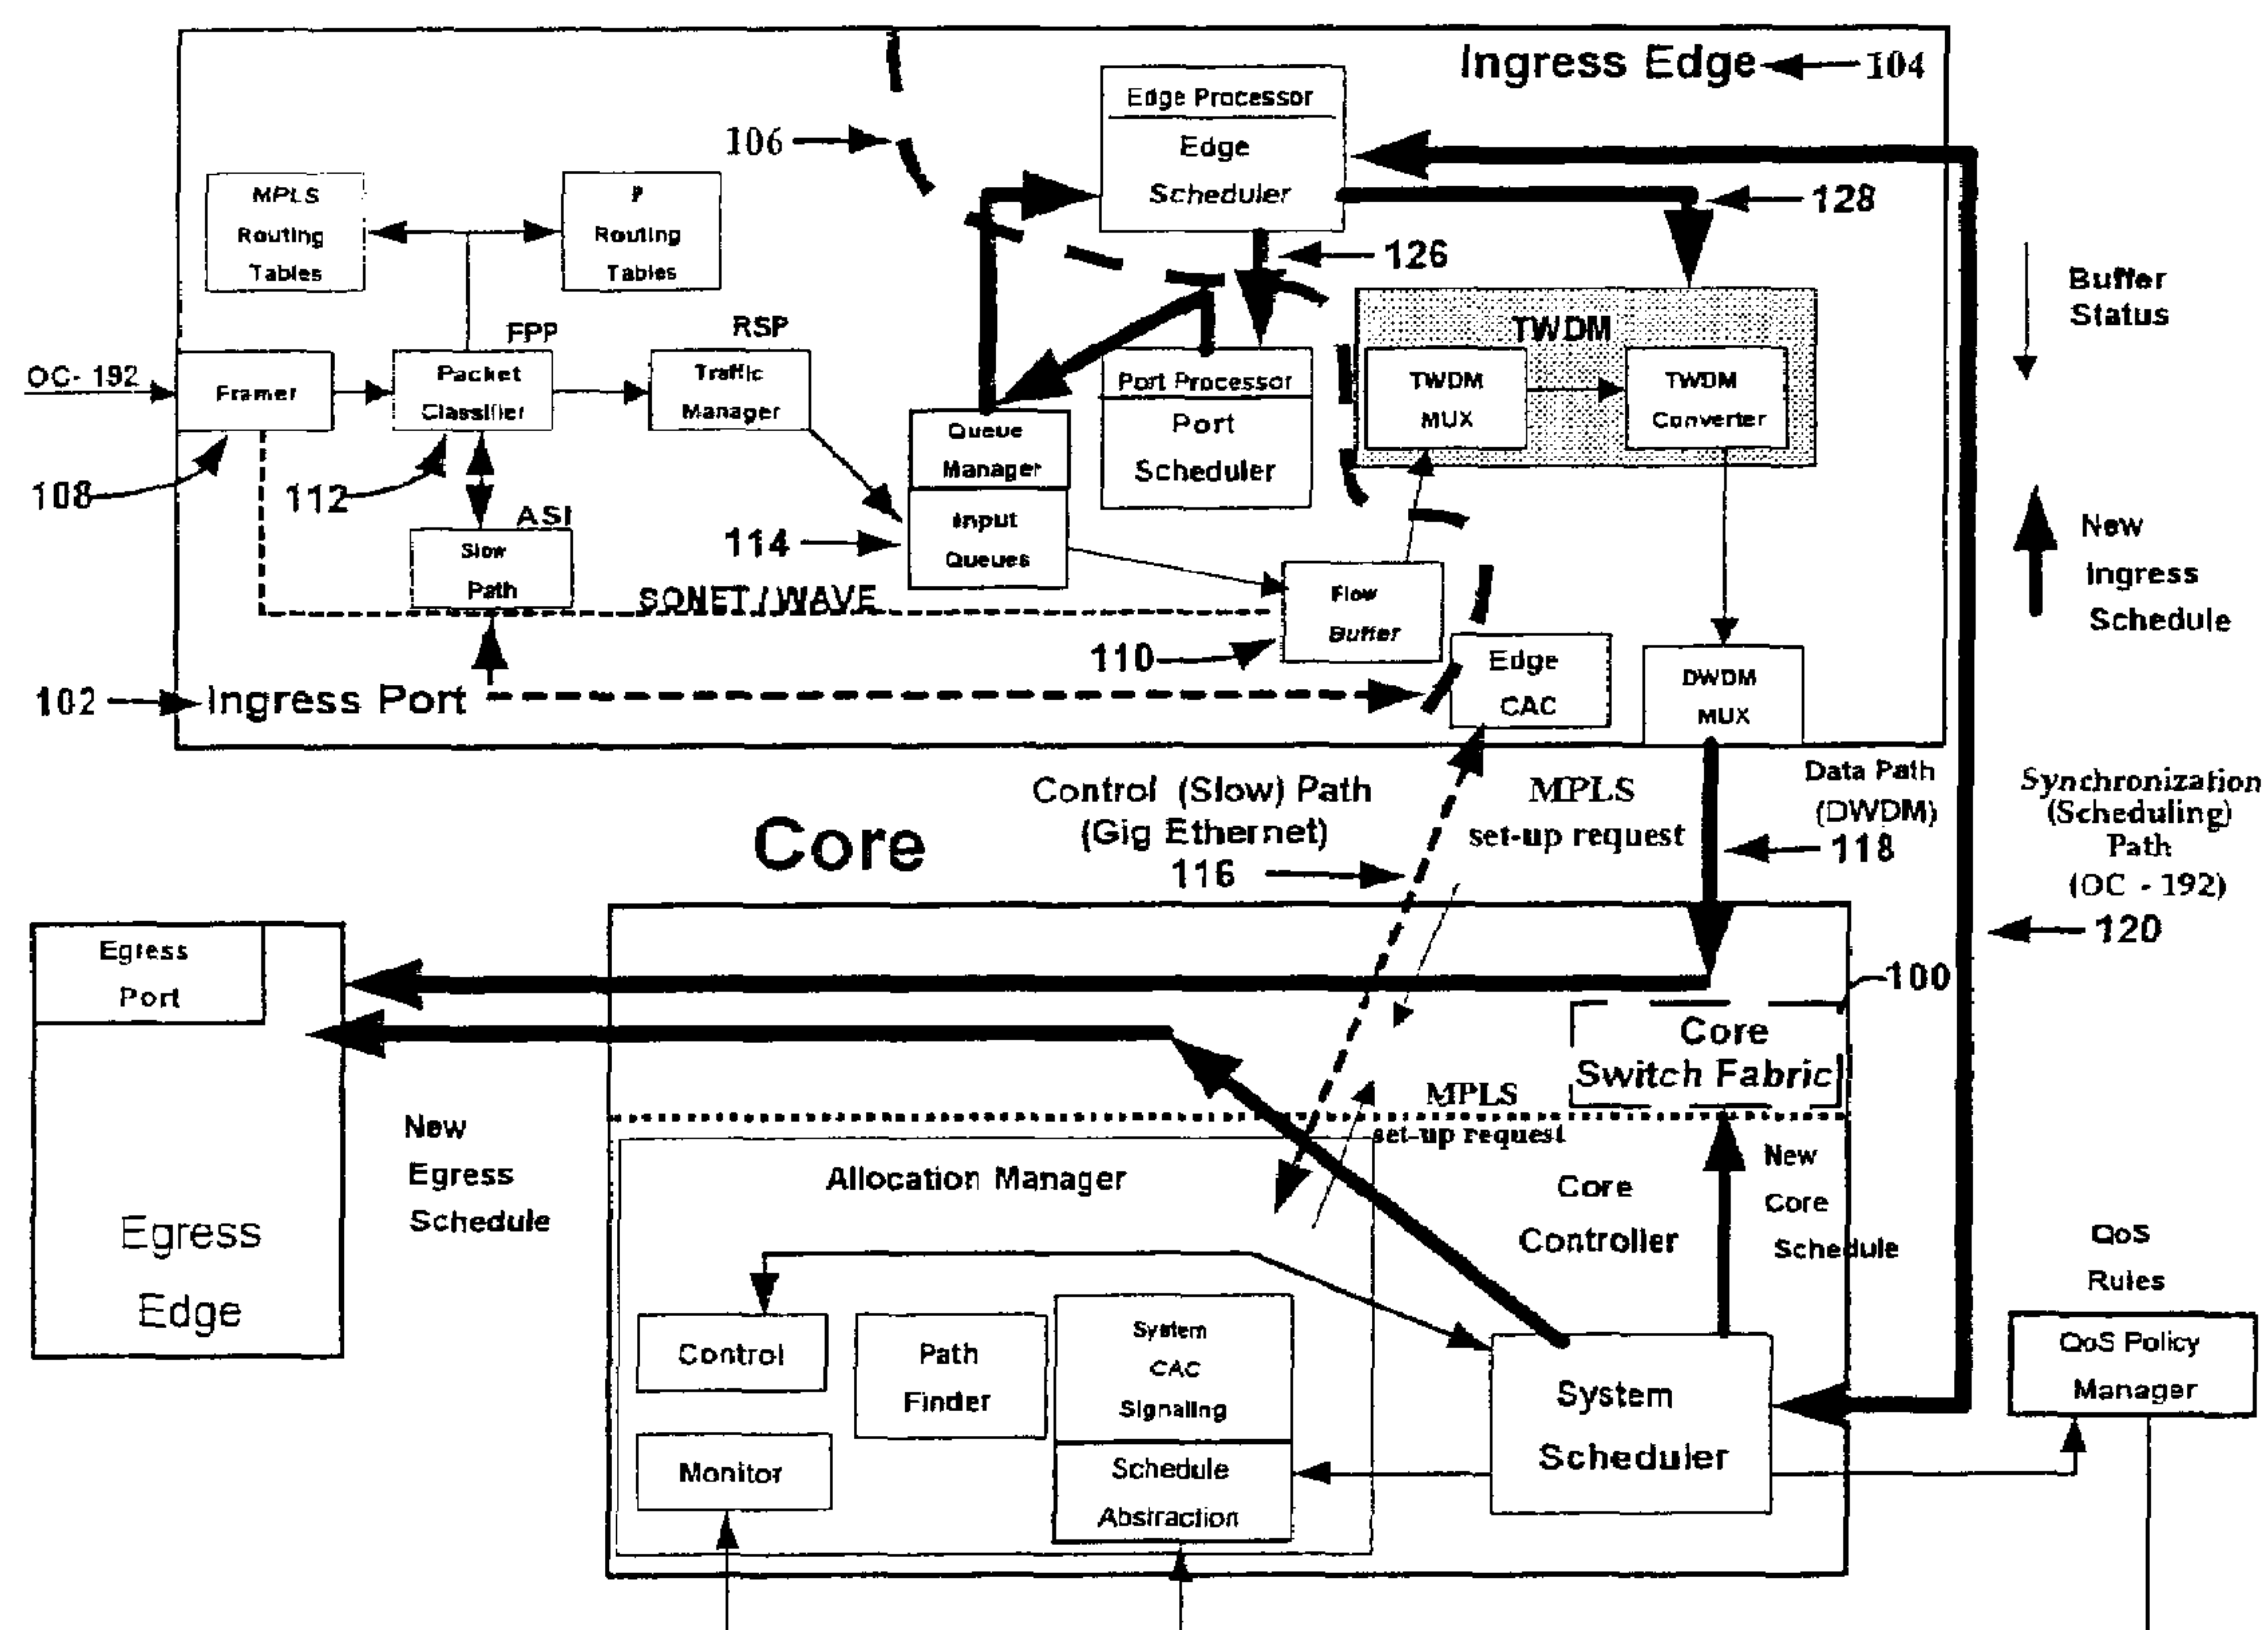 Ingress Edge
104
Edge Processor
Edge
Scheduler
106
128
126
MPLS
Routing
Tables
P
Routing
Tables
Buffer
Status
OC- 192
Framer
FPP
Packet
Classifier
RSP
Traffic
Manager
Queue
Manager
Input
Queues
Port Processor
Port
Scheduler
TWDM
TWDM
MUX
TWDM
Converter
108
112
114
ASI
Slow
Path
SONET / WAVE
Flow
Buffer
110
New
Ingress
Schedule
102
Ingress Port
Edge
CAC
DWDM
MUX
Control (Slow) Path
(Gig Ethernet)
116
MPLS
set-up request
Data Path
(DWDM)
118
Synchronization
(Scheduling)
Path
(OC - 192)
120
Core
Egress
Port
Egress
Edge
100
Core
Switch Fabric
MPLS
set-up request
New
Egress
Schedule
Allocation Manager
Core
Controller
New
Core
Schedule
QoS
Rules
Control
Path
Finder
System
CAC
Signaling
System
Scheduler
QoS Policy
Manager
Monitor
Schedule
Abstraction